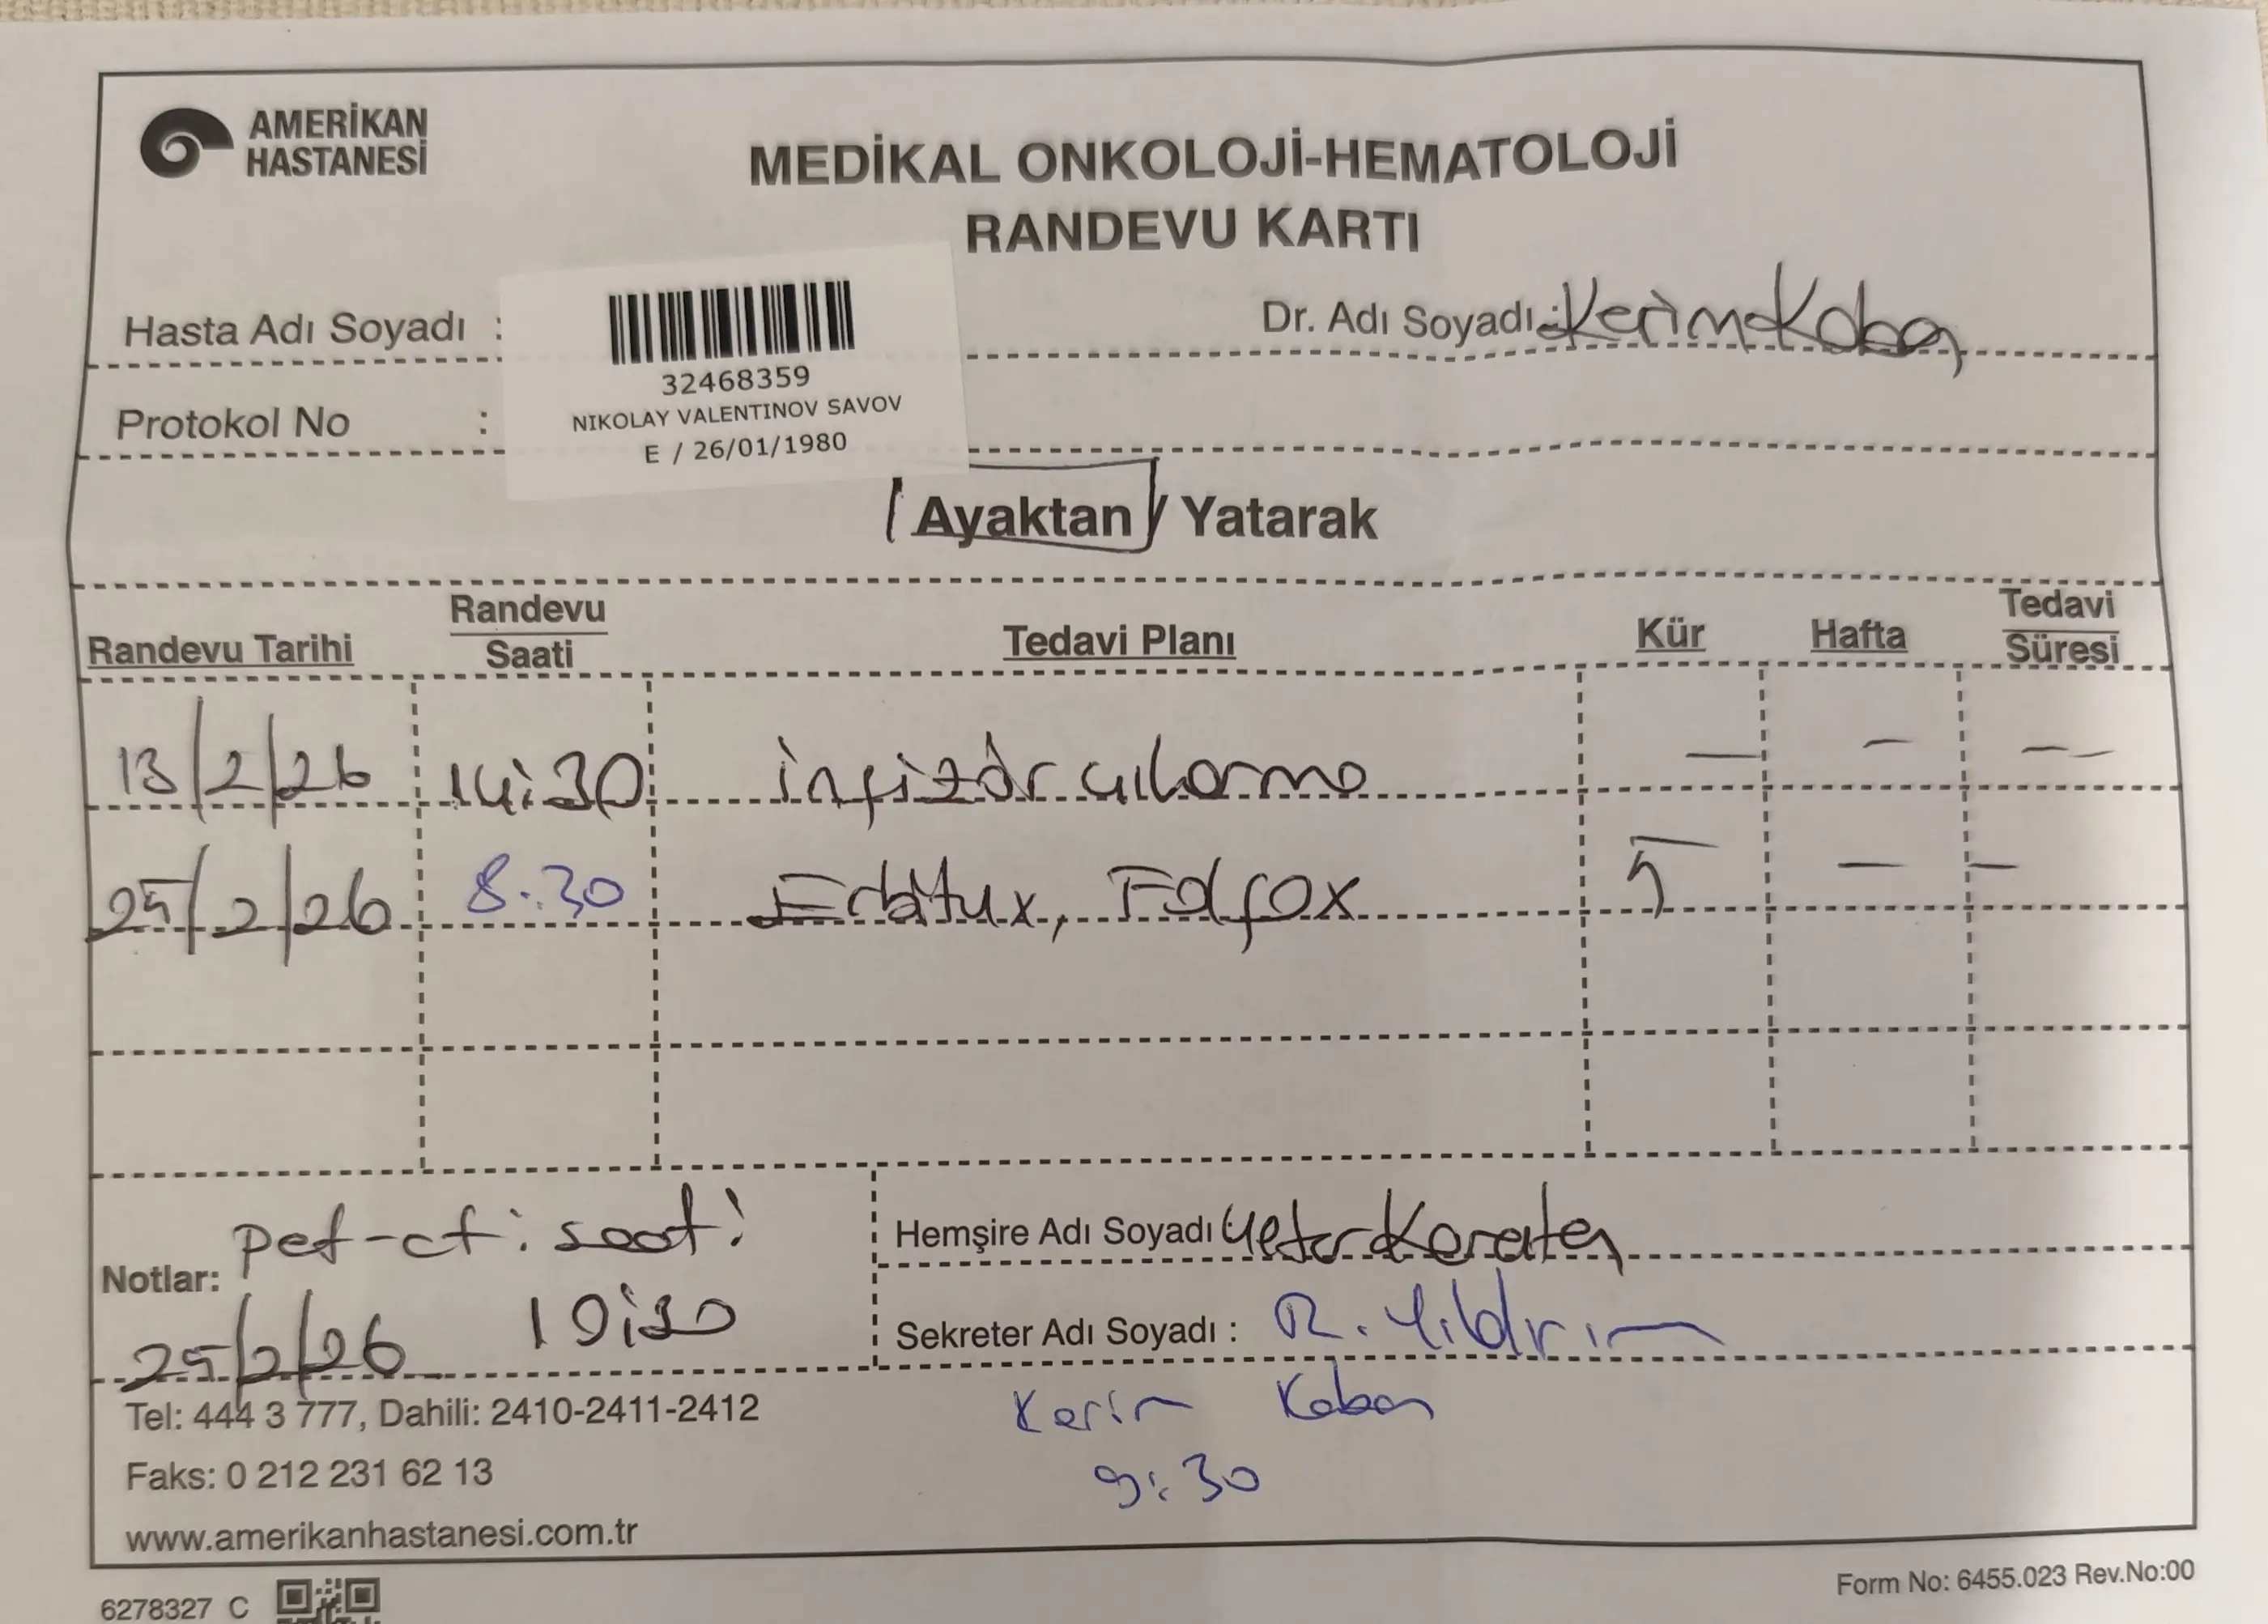 AMERİKAN
HASTANESİ
MEDİKAL ONKOLOJİ-HEMATOLOJİ
RANDEVU KARTI
Hasta Adı Soyadı :
32468359
NIKOLAY VALENTINOV SAVOV
E / 26/01/1980
Dr. Adı Soyadı: Kerim Kaban
Protokol No :
Ayaktan / Yatarak
Randevu Tarihi Randevu Saati Tedavi Planı Kür Hafta Tedavi Süresi
13/2/26 14:30 infizör çıkarma — — —
25/2/26 8:30 Erbitux, Folfox 5 — —
Notlar: pet-ct: saat:
25/2/26 10:30
Hemşire Adı Soyadı: Yeter Karateş
Sekreter Adı Soyadı : R. Yıldırım
Kerim Kaban
9:30
Tel: 444 3 777, Dahili: 2410-2411-2412
Faks: 0 212 231 62 13
www.amerikanhastanesi.com.tr
6278327 C
Form No: 6455.023 Rev.No:00